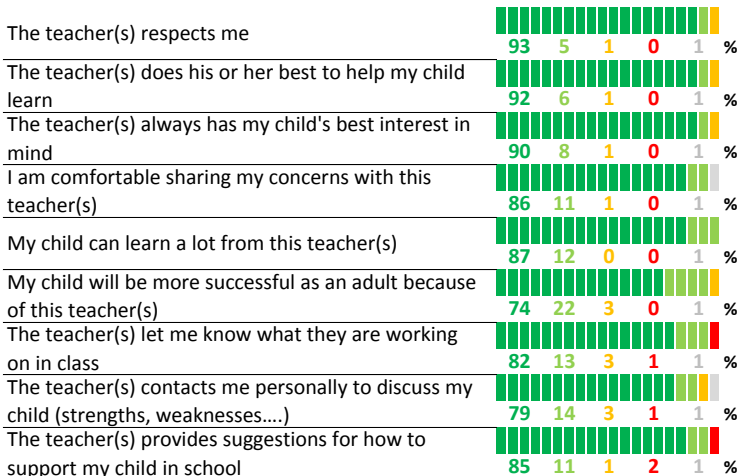 The teacher(s) respects me
93 5 1 0 1 %
The teacher(s) does his or her best to help my child
learn
92 6 1 0 1 %
The teacher(s) always has my child's best interest in
mind
90 8 1 0 1 %
I am comfortable sharing my concerns with this
teacher(s)
86 11 1 0 1 %
My child can learn a lot from this teacher(s)
87 12 0 0 1 %
My child will be more successful as an adult because
of this teacher(s)
74 22 3 0 1 %
The teacher(s) let me know what they are working
on in class
82 13 3 1 1 %
The teacher(s) contacts me personally to discuss my
child (strengths, weaknesses....)
79 14 3 1 1 %
The teacher(s) provides suggestions for how to
support my child in school
85 11 1 2 1 %